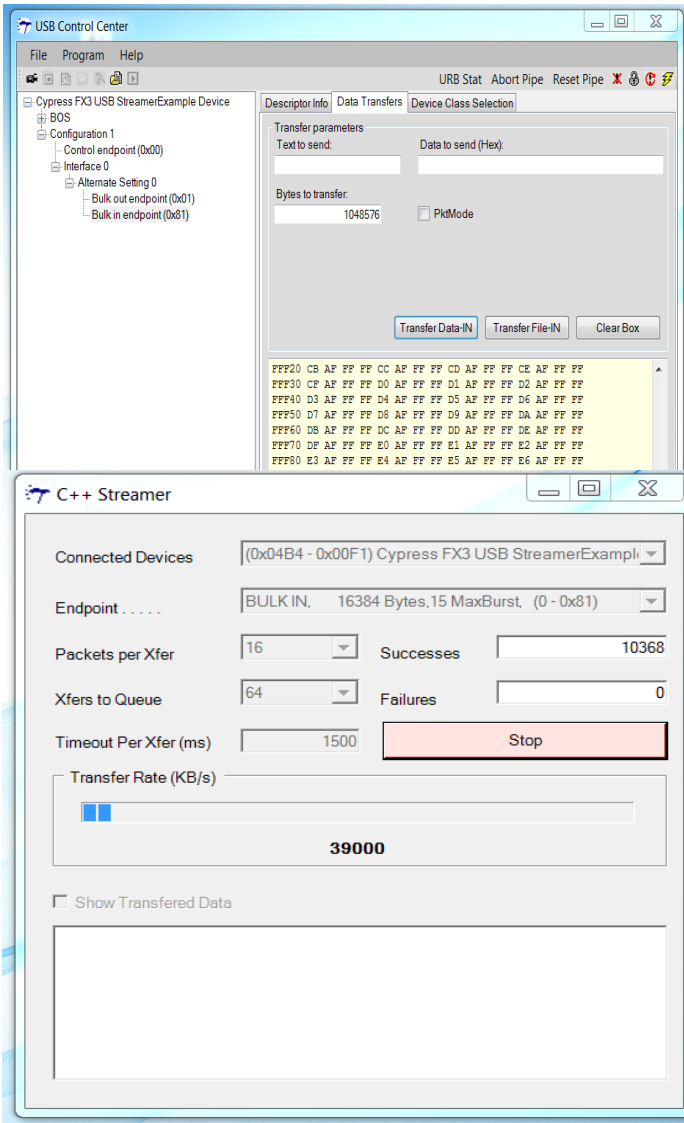 USB Control Center
File Program Help
URB Stat Abort Pipe Reset Pipe
Cypress FX3 USB StreamerExample Device
BOS
Configuration 1
Control endpoint (0x00)
Interface 0
Alternate Setting 0
Bulk out endpoint (0x01)
Bulk in endpoint (0x81)
Descriptor Info Data Transfers Device Class Selection
Transfer parameters
Text to send: Data to send (Hex):
Bytes to transfer:
1048576 PktMode
Transfer Data-IN Transfer File-IN Clear Box
FFF20 CB AF FF FF CC AF FF FF CD AF FF FF CE AF FF FF
FFF30 CF AF FF FF D0 AF FF FF D1 AF FF FF D2 AF FF FF
FFF40 D3 AF FF FF D4 AF FF FF D5 AF FF FF D6 AF FF FF
FFF50 D7 AF FF FF D8 AF FF FF D9 AF FF FF DA AF FF FF
FFF60 DB AF FF FF DC AF FF FF DD AF FF FF DE AF FF FF
FFF70 DF AF FF FF E0 AF FF FF E1 AF FF FF E2 AF FF FF
FFF80 E3 AF FF FF E4 AF FF FF E5 AF FF FF E6 AF FF FF
C++ Streamer
Connected Devices (0x04B4 - 0x00F1) Cypress FX3 USB StreamerExampl
Endpoint . . . . . BULK IN, 16384 Bytes,15 MaxBurst, (0 - 0x81)
Packets per Xfer 16 Successes 10368
Xfers to Queue 64 Failures 0
Timeout Per Xfer (ms) 1500 Stop
Transfer Rate (KB/s)
39000
Show Transfered Data